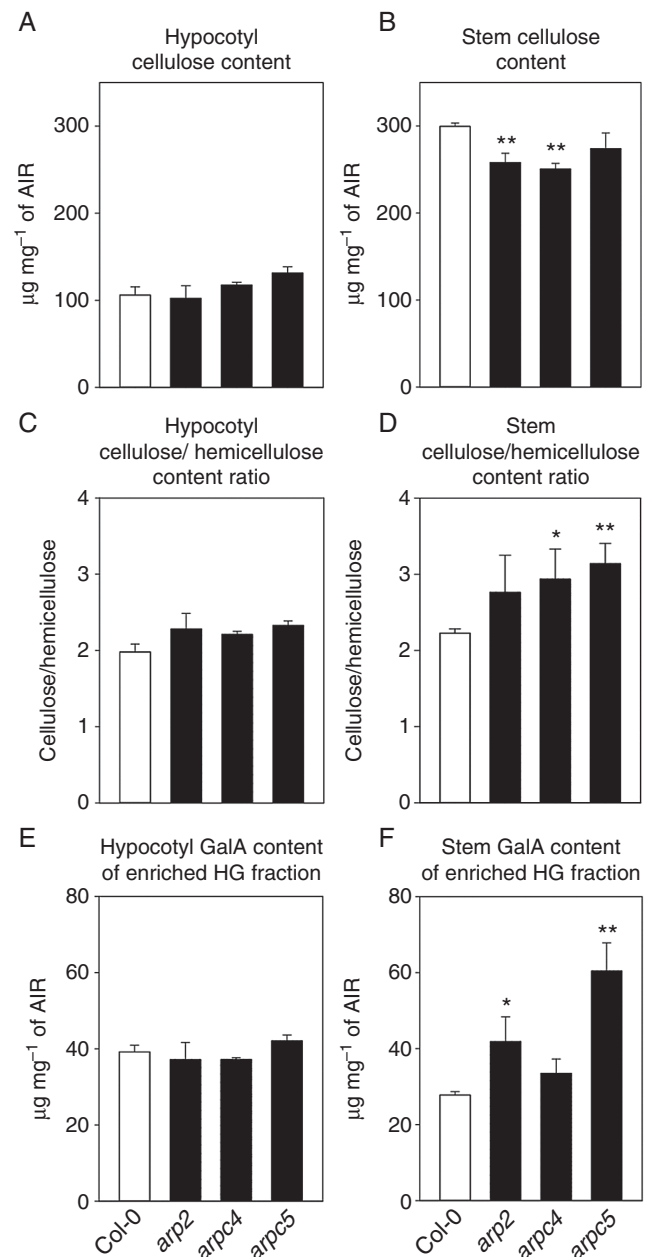 A
Hypocotyl
cellulose content
µg mg–1 of AIR
300
200
100
0
B
Stem cellulose
content
µg mg–1 of AIR
300
200
100
0
** **
C
Hypocotyl
cellulose/ hemicellulose
content ratio
Cellulose/hemicellulose
4
3
2
1
0
D
Stem
cellulose/hemicellulose
content ratio
Cellulose/hemicellulose
4
3
2
1
0
* **
E
Hypocotyl GalA content
of enriched HG fraction
µg mg–1 of AIR
80
60
40
20
0
Col-0 arp2 arpc4 arpc5
F
Stem GalA content
of enriched HG fraction
µg mg–1 of AIR
80
60
40
20
0
* **
Col-0 arp2 arpc4 arpc5